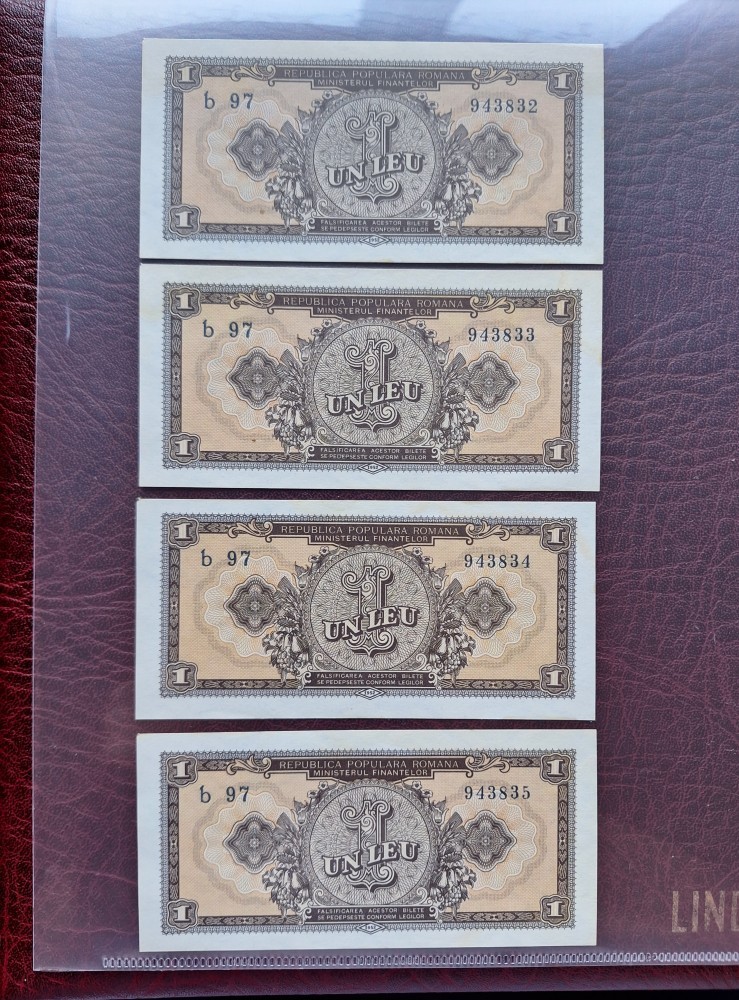 1 REPUBLICA POPULARA ROMANA 1
MINISTERUL FINANTELOR
b 97 943832
1
UN LEU
1 FALSIFICAREA ACESTOR BILETE 1
SE PEDEPSESTE CONFORM LEGILOR
1 REPUBLICA POPULARA ROMANA 1
MINISTERUL FINANTELOR
b 97 943833
1
UN LEU
1 FALSIFICAREA ACESTOR BILETE 1
SE PEDEPSESTE CONFORM LEGILOR
1 REPUBLICA POPULARA ROMANA 1
MINISTERUL FINANTELOR
b 97 943834
1
UN LEU
1 FALSIFICAREA ACESTOR BILETE 1
SE PEDEPSESTE CONFORM LEGILOR
1 REPUBLICA POPULARA ROMANA 1
MINISTERUL FINANTELOR
b 97 943835
1
UN LEU
1 FALSIFICAREA ACESTOR BILETE 1
SE PEDEPSESTE CONFORM LEGILOR
LIND